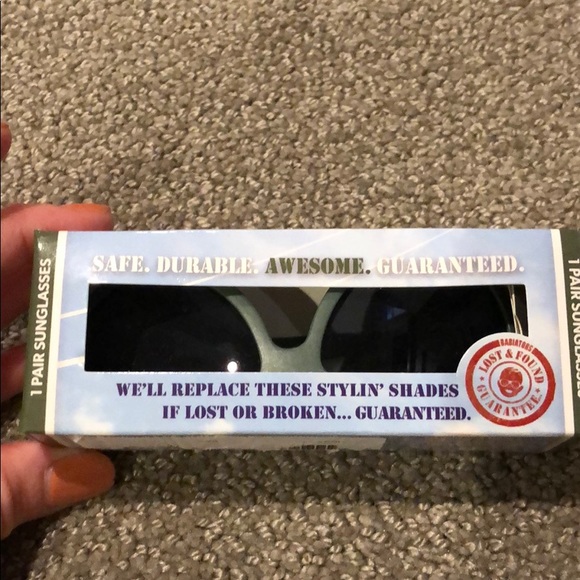 SAFE. DURABLE. AWESOME. GUARANTEED.
1 PAIR SUNGLASSES
1 PAIR SUNGLASSES
BABIATORS
LOST & FOUND
GUARANTEE
WE'LL REPLACE THESE STYLIN' SHADES
IF LOST OR BROKEN... GUARANTEED.